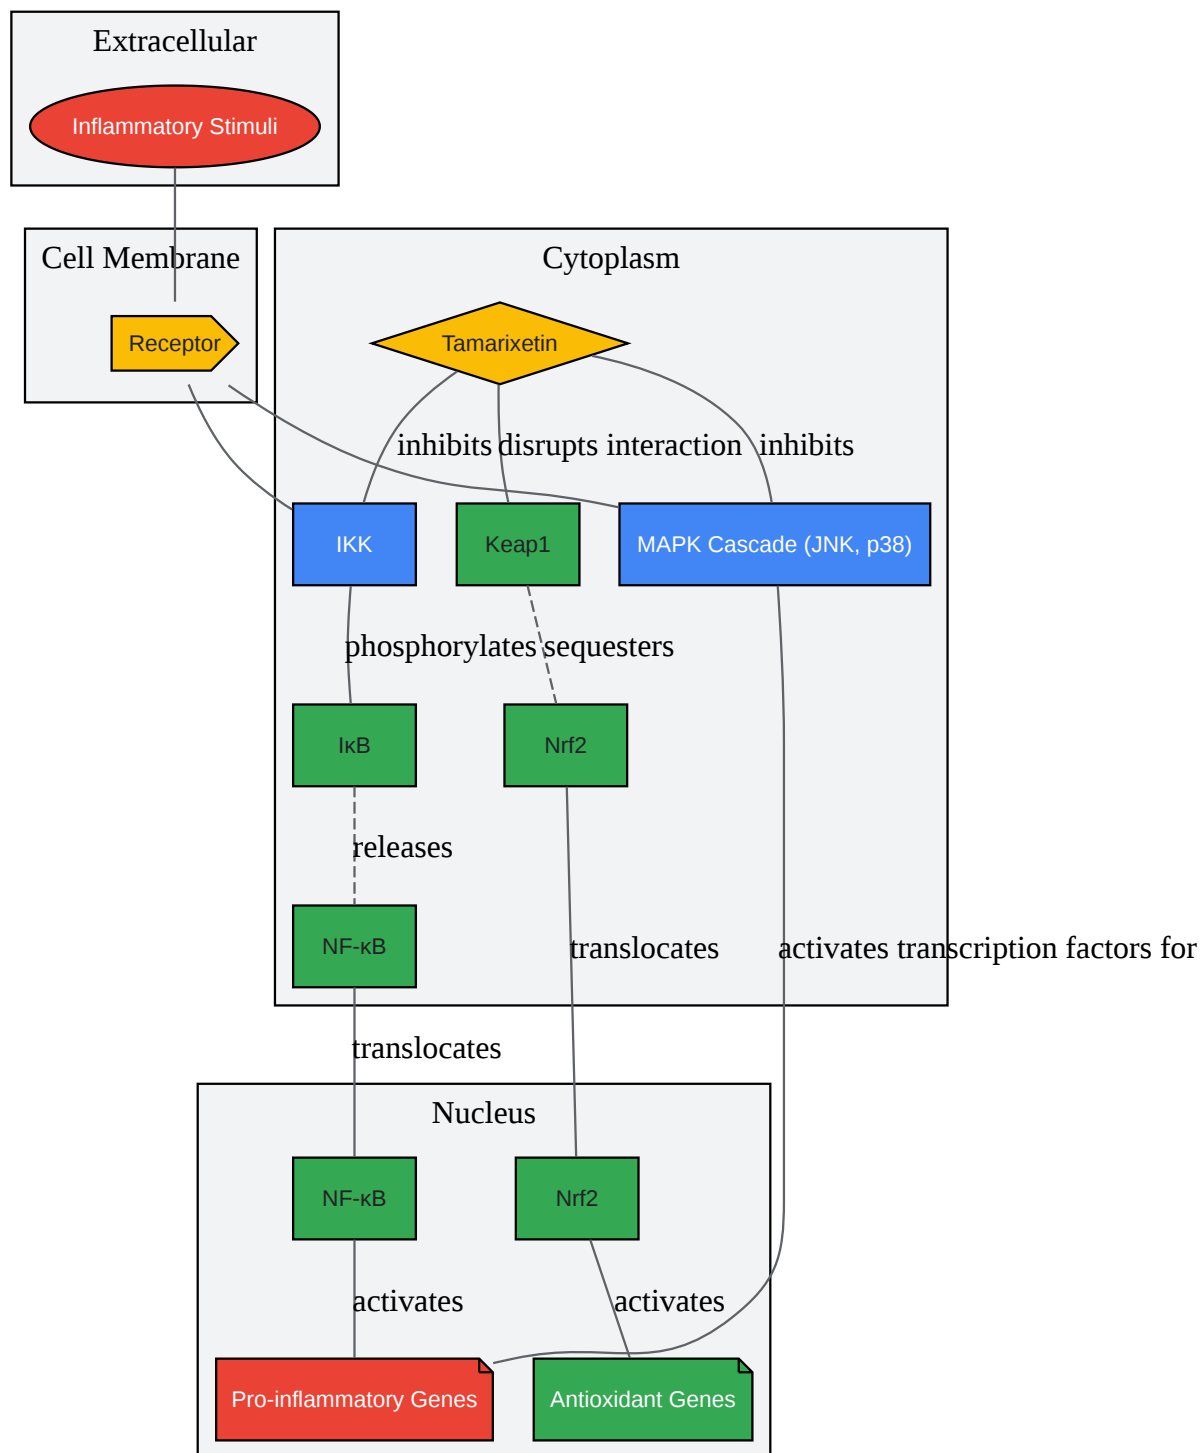 Extracellular
Inflammatory Stimuli
Cell Membrane
Cytoplasm
Receptor
Tamarixetin
inhibits
disrupts interaction
inhibits
IKK
Keap1
MAPK Cascade (JNK, p38)
phosphorylates
sequesters
IκB
Nrf2
releases
NF-κB
translocates
activates transcription factors for
translocates
Nucleus
NF-κB
Nrf2
activates
activates
Pro-inflammatory Genes
Antioxidant Genes